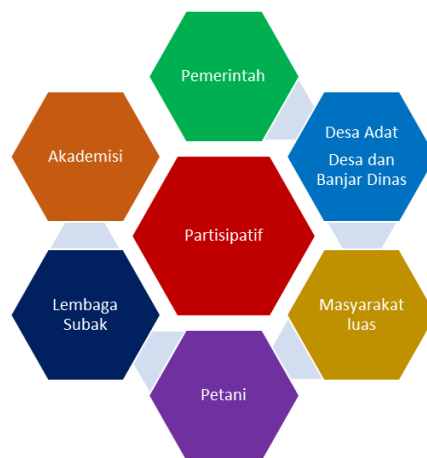 Pemerintah
Desa Adat
Desa dan
Banjar Dinas
Akademisi
Partisipatif
Lembaga
Subak
Masyarakat
luas
Petani